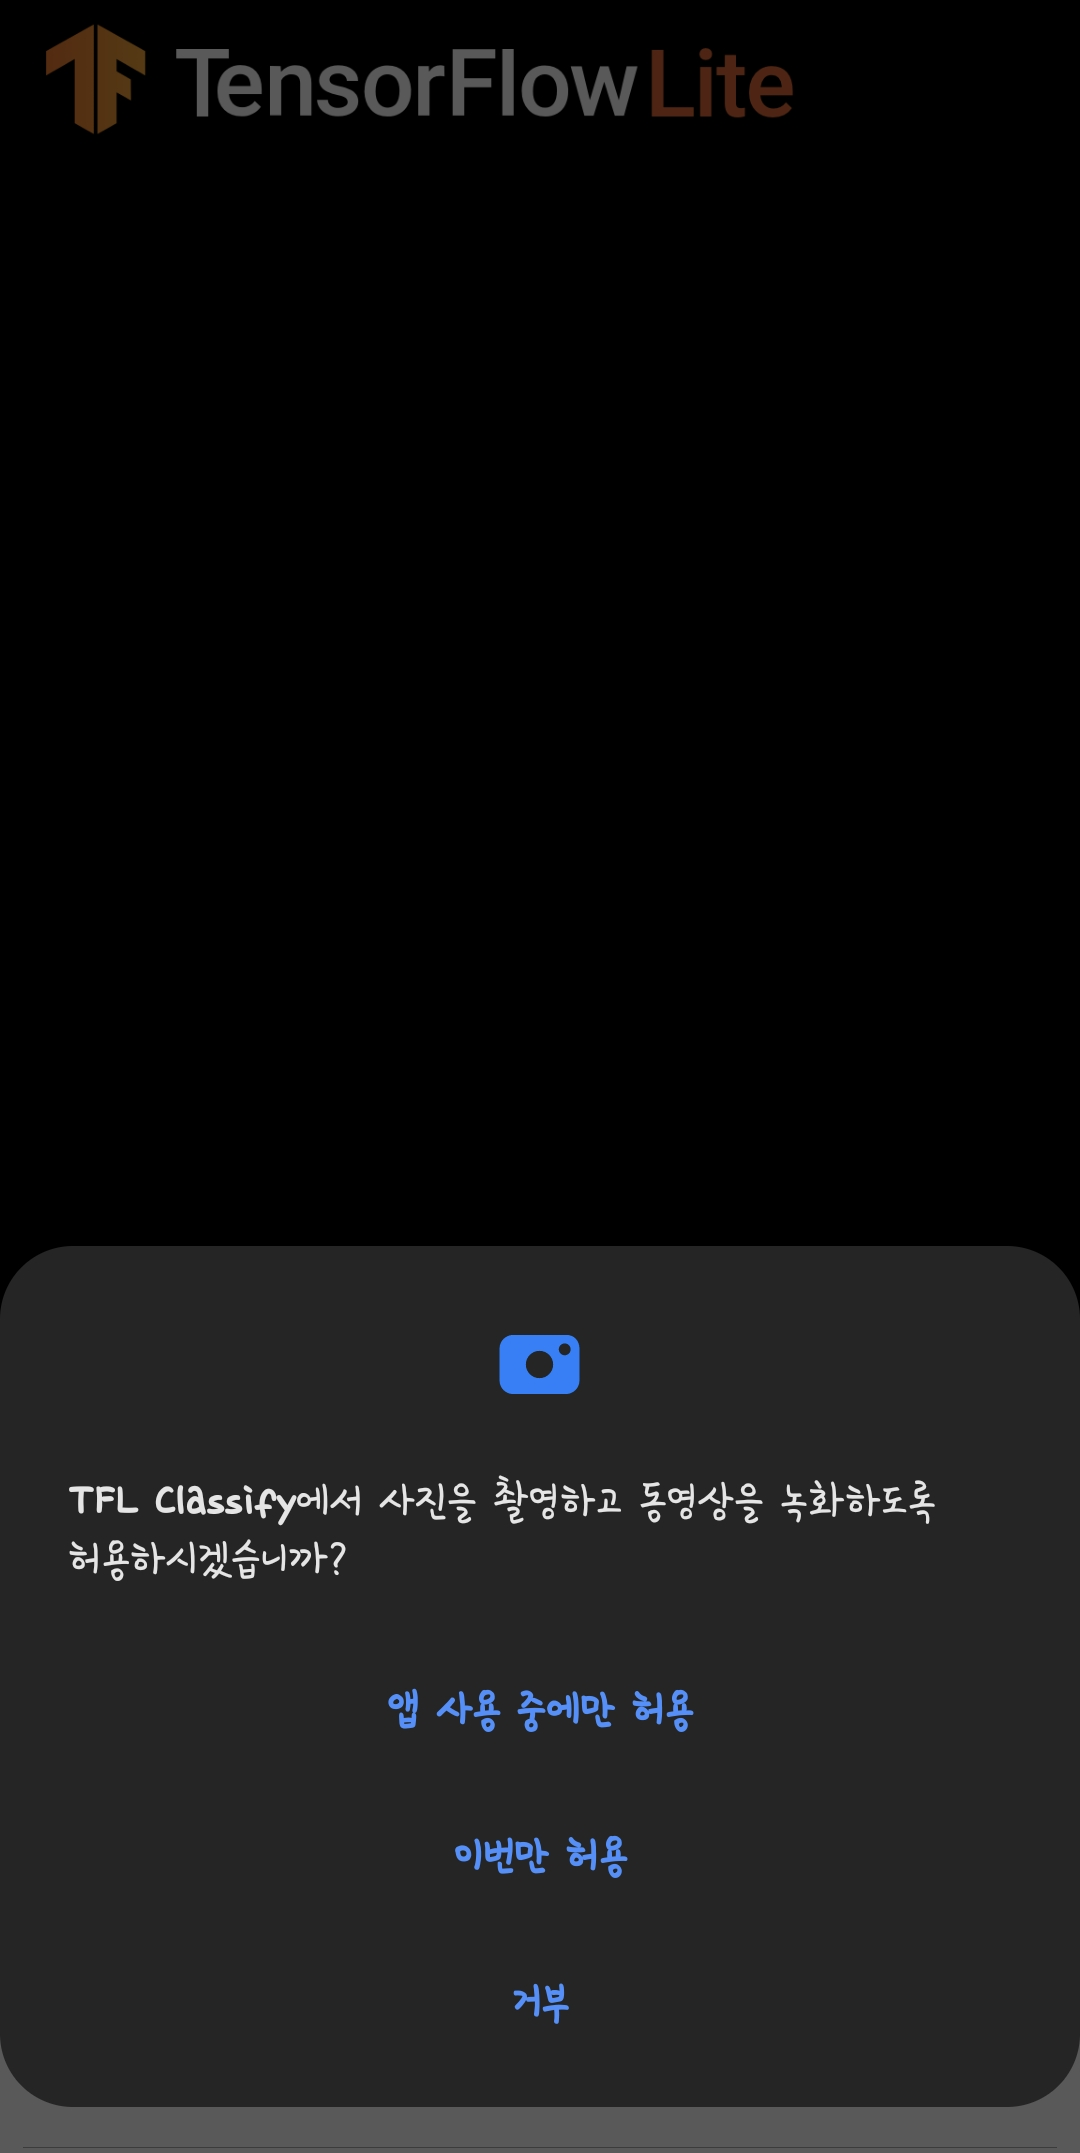 TensorFlow Lite
TFL Classify에서 사진을 촬영하고 동영상을 녹화하도록
허용하시겠습니까?
앱 사용 중에만 허용
이번만 허용
거부